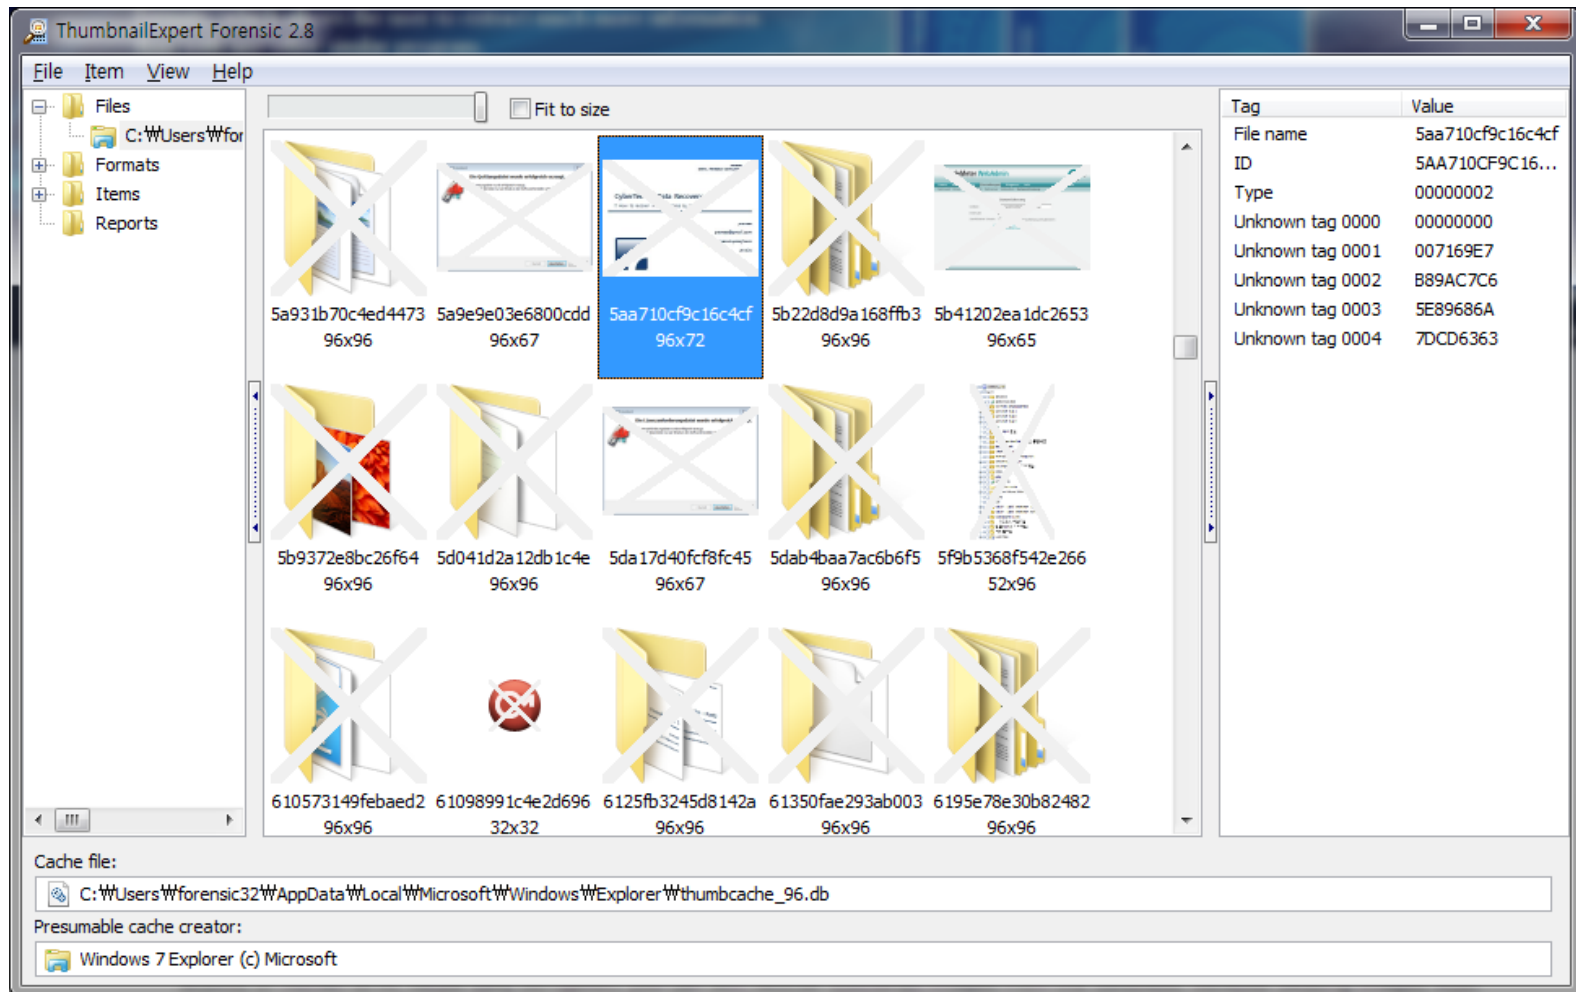 ThumbnailExpert Forensic 2.8
File Item View Help
Files
C:₩Users₩for
Formats
Items
Reports
Fit to size
5a931b70c4ed4473 5a9e9e03e6800cdd 5aa710cf9c16c4cf 5b22d8d9a168ffb3 5b41202ea1dc2653
96x96 96x67 96x72 96x96 96x65
5b9372e8bc26f64 5d041d2a12db1c4e 5da17d40fcf8fc45 5dab4baa7ac6b6f5 5f9b5368f542e266
96x96 96x96 96x67 96x96 52x96
610573149febaed2 61098991c4e2d696 6125fb3245d8142a 61350fae293ab003 6195e78e30b82482
96x96 32x32 96x96 96x96 96x96
Tag Value
File name 5aa710cf9c16c4cf
ID 5AA710CF9C16...
Type 00000002
Unknown tag 0000 00000000
Unknown tag 0001 007169E7
Unknown tag 0002 B89AC7C6
Unknown tag 0003 5E89686A
Unknown tag 0004 7DCD6363
Cache file:
C:₩Users₩forensic32₩AppData₩Local₩Microsoft₩Windows₩Explorer₩thumbcache_96.db
Presumable cache creator:
Windows 7 Explorer (c) Microsoft